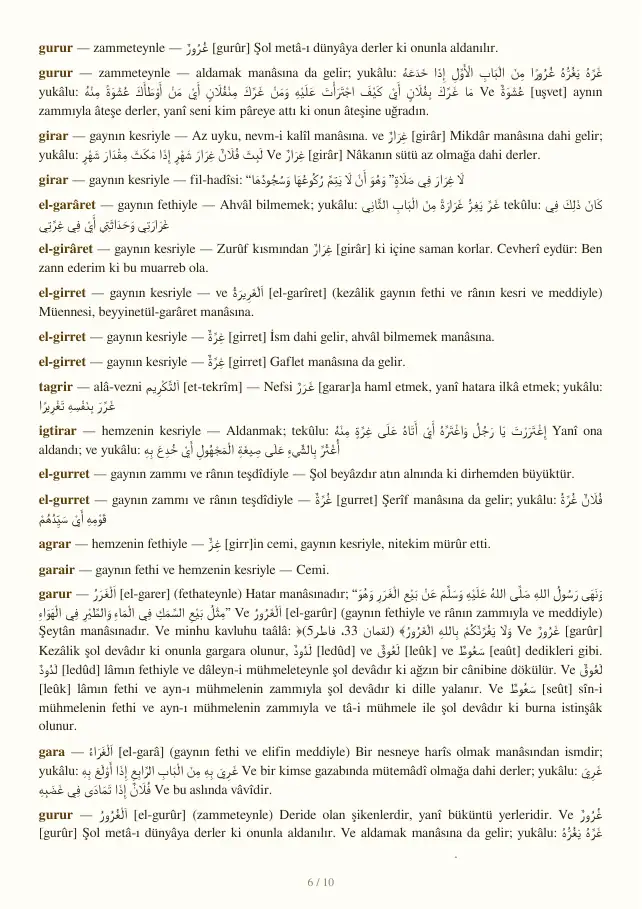 gurur — zammeteynle — غُرُورٌ [gurûr] Şol metâ-ı dünyâya derler ki onunla aldanılır.
gurur — zammeteynle — aldamak manâsına da gelir; yukâlu: غَرَّهُ يَغُرُّهُ غُرُورًا مِنَ الْبَابِ الْأَوَّلِ إِذَا خَدَعَهُ
yukâlu: مَا غَرَّكَ بِفُلَانٍ أَيْ كَيْفَ اجْتَرَأْتَ عَلَيْهِ وَمَنْ غَرَّكَ مِنْفُلَانٍ أَيْ مَنْ أَوْطَأَكَ عُشْوَةً مِنْهُ Ve عُشْوَةٌ [uşvet] aynın
zammıyla âteşe derler, yanî seni kim pâreye attı ki onun âteşine uğradın.
girar — gaynın kesriyle — Az uyku, nevm-i kalîl manâsına. ve غِرَارٌ [girâr] Mikdâr manâsına dahi gelir;
yukâlu: لَبِثَ فُلَانٌ غِرَارَ شَهْرٍ إِذَا مَكَثَ مِقْدَارَ شَهْرٍ Ve غِرَارٌ [girâr] Nâkanın sütü az olmağa dahi derler.
girar — gaynın kesriyle — fil-hadîsi: “لَا غِرَارَ فِي صَلَاةٍ” وَهُوَ أَنْ لَا يَتِمَّ رُكُوعُهَا وَسُجُودُهَا
el-garâret — gaynın fethiyle — Ahvâl bilmemek; yukâlu: غَرَّ يَغِرُّ غَرَارَةً مِنَ الْبَابِ الثَّانِي tekûlu: كَانَ ذَلِكَ فِي
غَرَارَتِي وَحَدَاثَتِي أَيْ فِي غِرَّتِي
el-girâret — gaynın kesriyle — Zurûf kısmından غِرَارٌ [girâr] ki içine saman korlar. Cevherî eydür: Ben
zann ederim ki bu muarreb ola.
el-girret — gaynın kesriyle — ve اَلْغَرِيرَةُ [el-garîret] (kezâlik gaynın fethi ve rânın kesri ve meddiyle)
Müennesi, beyyinetül-garâret manâsına.
el-girret — gaynın kesriyle — غِرَّةٌ [girret] İsm dahi gelir, ahvâl bilmemek manâsına.
el-girret — gaynın kesriyle — غِرَّةٌ [girret] Gaflet manâsına da gelir.
tagrir — alâ-vezni اَلتَّكْرِيم [et-tekrîm] — Nefsi غَرَرٌ [garar]a haml etmek, yanî hatara ilkâ etmek; yukâlu:
غَرَّرَ بِنَفْسِهِ تَغْرِيرًا
igtirar — hemzenin kesriyle — Aldanmak; tekûlu: إِغْتَرَرْتَ يَا رَجُلُ وَاغْتَرَّهُ أَيْ أَتَاهُ عَلَى غِرَّةٍ مِنْهُ Yanî ona
aldandı; ve yukâlu: أُغْتُرَّ بِالشَّيْءِ عَلَى صِيغَةِ الْمَجْهُولِ أَيْ خُدِعَ بِهِ
el-gurret — gaynın zammı ve rânın teşdîdiyle — Şol beyâzdır atın alnında ki dirhemden büyüktür.
el-gurret — gaynın zammı ve rânın teşdîdiyle — غُرَّةٌ [gurret] Şerîf manâsına da gelir; yukâlu: فُلَانٌ غُرَّةُ
قَوْمِهِ أَيْ سَيِّدُهُمْ
agrar — hemzenin fethiyle — غِرٌّ [girr]in cemi, gaynın kesriyle, nitekim mürûr etti.
garair — gaynın fethi ve hemzenin kesriyle — Cemi.
garur — اَلْغَرَرُ [el-garer] (fethateynle) Hatar manâsınadır; “وَنَهَى رَسُولُ اللهِ صَلَّى اللهُ عَلَيْهِ وَسَلَّمَ عَنْ بَيْعِ الْغَرَرِ وَهُوَ
مِثْلُ بَيْعِ السَّمَكِ فِي الْمَاءِ وَالطَّيْرِ فِي الْهَوَاءِ” Ve اَلْغَرُورُ [el-garûr] (gaynın fethiyle ve rânın zammıyla ve meddiyle)
Şeytân manâsınadır. Ve minhu kavluhu taâlâ: ﴿وَلَا يَغُرَّنَّكُمْ بِاللهِ الْغَرُورُ﴾ (لقمان 33، فاطر5) Ve غَرُورٌ [garûr]
Kezâlik şol devâdır ki onunla gargara olunur, لَدُودٌ [ledûd] ve لَعُوقٌ [leûk] ve سَعُوطٌ [eaût] dedikleri gibi.
لَدُودٌ [ledûd] lâmın fethiyle ve dâleyn-i mühmeleteynle şol devâdır ki ağzın bir cânibine dökülür. Ve لَعُوقٌ
[leûk] lâmın fethi ve ayn-ı mühmelenin zammıyla şol devâdır ki dille yalanır. Ve سَعُوطٌ [seût] sîn-i
mühmelenin fethi ve ayn-ı mühmelenin zammıyla ve tâ-i mühmele ile şol devâdır ki burna istinşâk
olunur.
gara — اَلْغَرَاءُ [el-garâ] (gaynın fethi ve elifin meddiyle) Bir nesneye harîs olmak manâsından ismdir;
yukâlu: غَرِيَ بِهِ مِنَ الْبَابِ الرَّابِعِ إِذَا أُولِعَ بِهِ Ve bir kimse gazabında mütemâdî olmağa dahi derler; yukâlu: غَرِيَ
فُلَانٌ إِذَا تَمَادَى فِي غَضَبِهِ Ve bu aslında vâvîdir.
gurur — اَلْغُرُورُ [el-gurûr] (zammeteynle) Deride olan şikenlerdir, yanî büküntü yerleridir. Ve غُرُورٌ
[gurûr] Şol metâ-ı dünyâya derler ki onunla aldanılır. Ve aldamak manâsına da gelir; yukâlu: غَرَّهُ يَغُرُّهُ
6 / 10